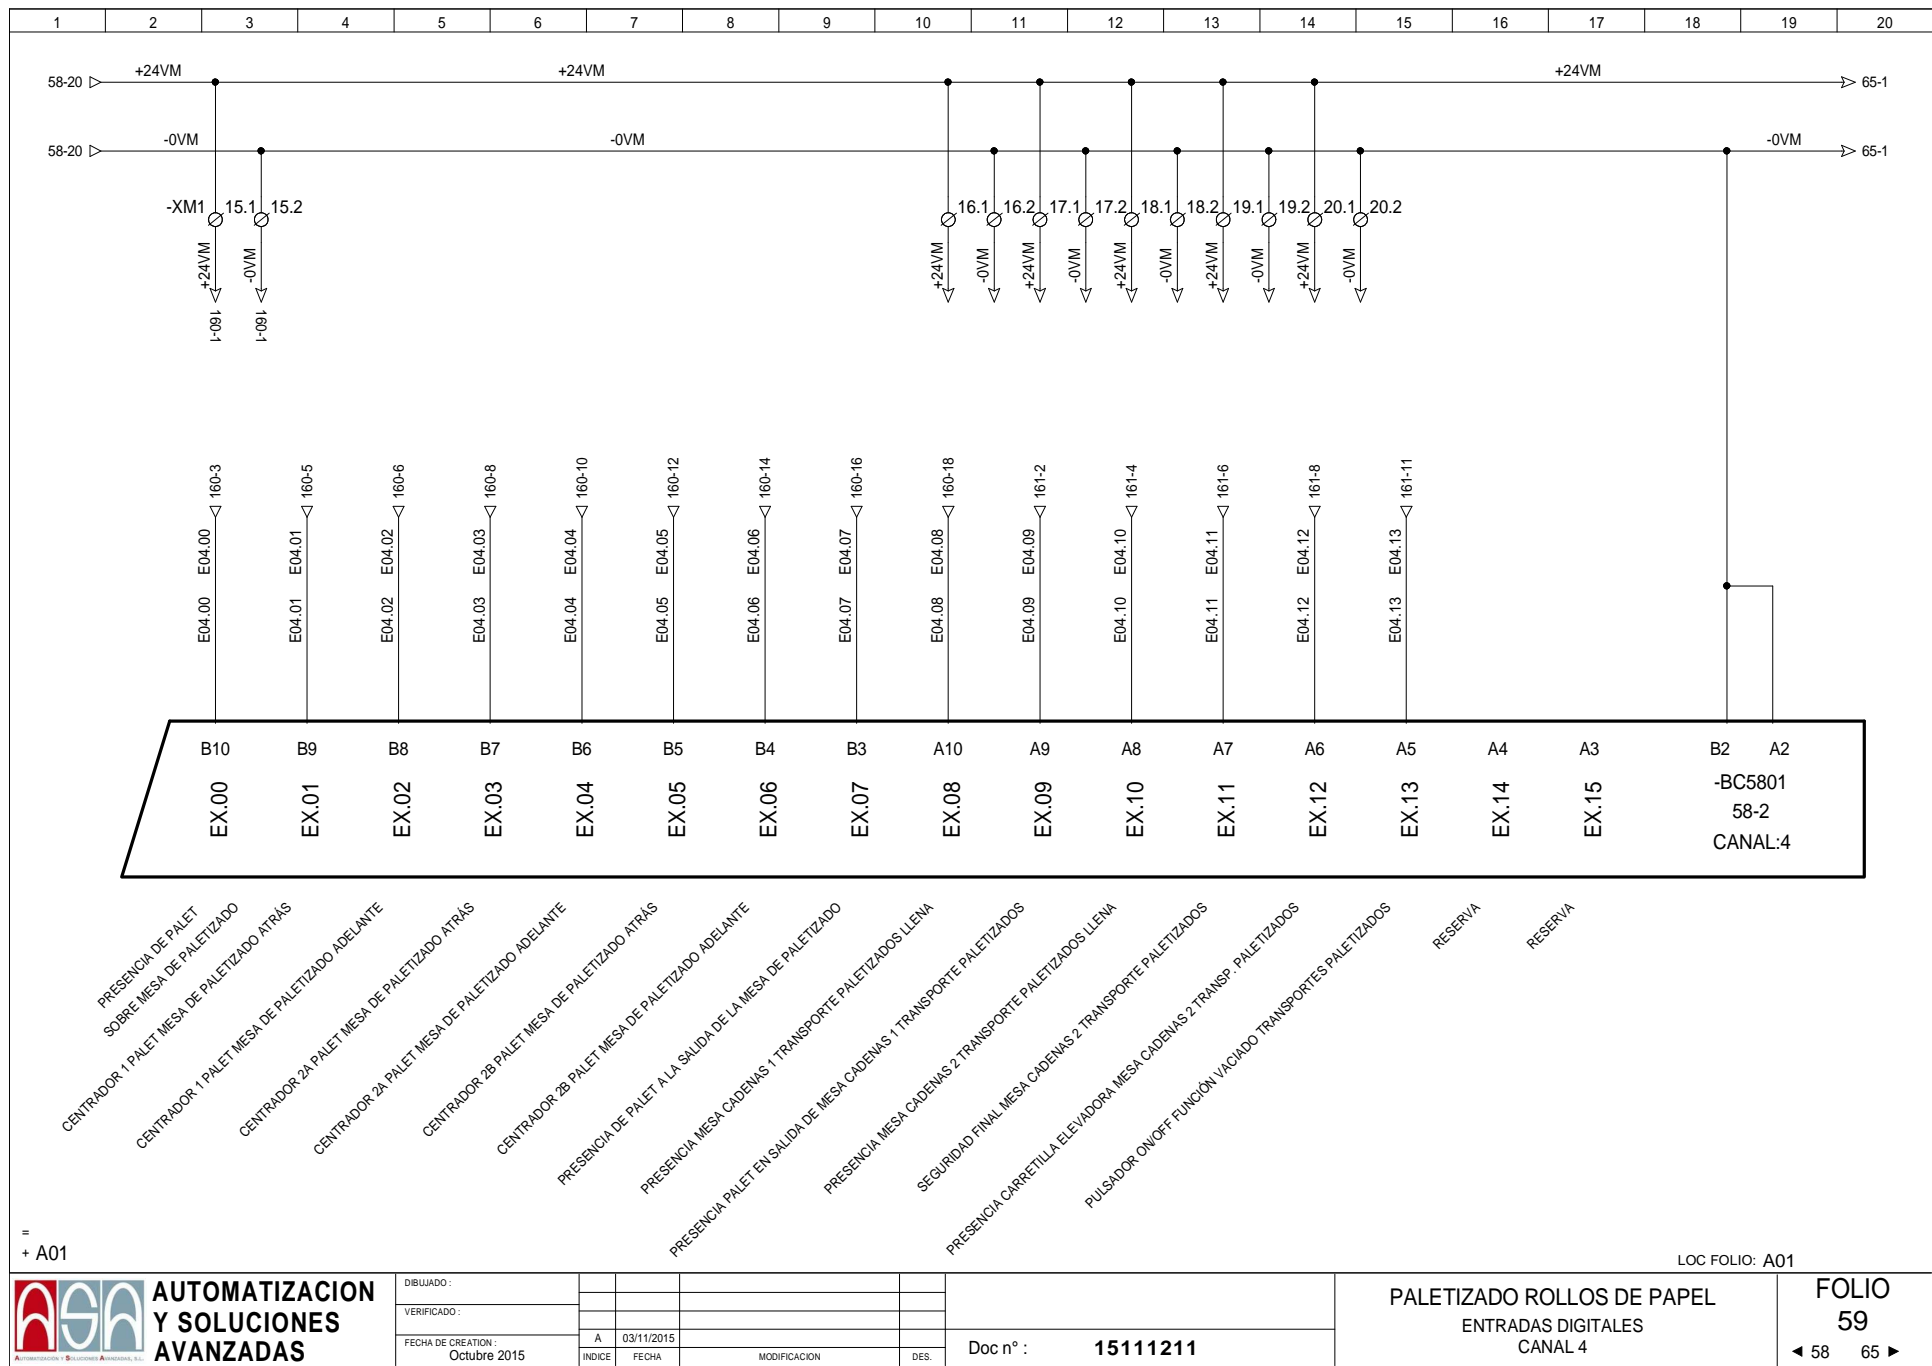 1 2 3 4 5 6 7 8 9 10 11 12 13 14 15 16 17 18 19 20
58-20 +24VM +24VM +24VM 65-1
58-20 -0VM -0VM -0VM 65-1
-XM1 15.1 15.2 16.1 16.2 17.1 17.2 18.1 18.2 19.1 19.2 20.1 20.2
+24VM -0VM +24VM -0VM +24VM -0VM +24VM -0VM +24VM -0VM +24VM -0VM
160-1 160-1
160-3 160-5 160-6 160-8 160-10 160-12 160-14 160-16 160-18 161-2 161-4 161-6 161-8 161-11
E04.00 E04.01 E04.02 E04.03 E04.04 E04.05 E04.06 E04.07 E04.08 E04.09 E04.10 E04.11 E04.12 E04.13
E04.00 E04.01 E04.02 E04.03 E04.04 E04.05 E04.06 E04.07 E04.08 E04.09 E04.10 E04.11 E04.12 E04.13
B10 B9 B8 B7 B6 B5 B4 B3 A10 A9 A8 A7 A6 A5 A4 A3 B2 A2
EX.00 EX.01 EX.02 EX.03 EX.04 EX.05 EX.06 EX.07 EX.08 EX.09 EX.10 EX.11 EX.12 EX.13 EX.14 EX.15
-BC5801
58-2
CANAL:4
PRESENCIA DE PALET
SOBRE MESA DE PALETIZADO
CENTRADOR 1 PALET MESA DE PALETIZADO ATRÁS
CENTRADOR 1 PALET MESA DE PALETIZADO ADELANTE
CENTRADOR 2A PALET MESA DE PALETIZADO ATRÁS
CENTRADOR 2A PALET MESA DE PALETIZADO ADELANTE
CENTRADOR 2B PALET MESA DE PALETIZADO ATRÁS
CENTRADOR 2B PALET MESA DE PALETIZADO ADELANTE
PRESENCIA DE PALET A LA SALIDA DE LA MESA DE PALETIZADO
PRESENCIA MESA CADENAS 1 TRANSPORTE PALETIZADOS LLENA
PRESENCIA PALET EN SALIDA DE MESA CADENAS 1 TRANSPORTE PALETIZADOS
PRESENCIA MESA CADENAS 2 TRANSPORTE PALETIZADOS LLENA
SEGURIDAD FINAL MESA CADENAS 2 TRANSPORTE PALETIZADOS
PRESENCIA CARRETILLA ELEVADORA MESA CADENAS 2 TRANSP. PALETIZADOS
PULSADOR ON/OFF FUNCIÓN VACIADO TRANSPORTES PALETIZADOS
RESERVA
RESERVA
=
+ A01
LOC FOLIO: A01
ASA
AUTOMATIZACION Y SOLUCIONES AVANZADAS, S.L.
AUTOMATIZACION
Y SOLUCIONES
AVANZADAS
DIBUJADO :
VERIFICADO :
FECHA DE CREATION :
Octubre 2015
A 03/11/2015
INDICE FECHA MODIFICACION DES.
Doc n° : 15111211
PALETIZADO ROLLOS DE PAPEL
ENTRADAS DIGITALES
CANAL 4
FOLIO
59
◄ 58 65 ►